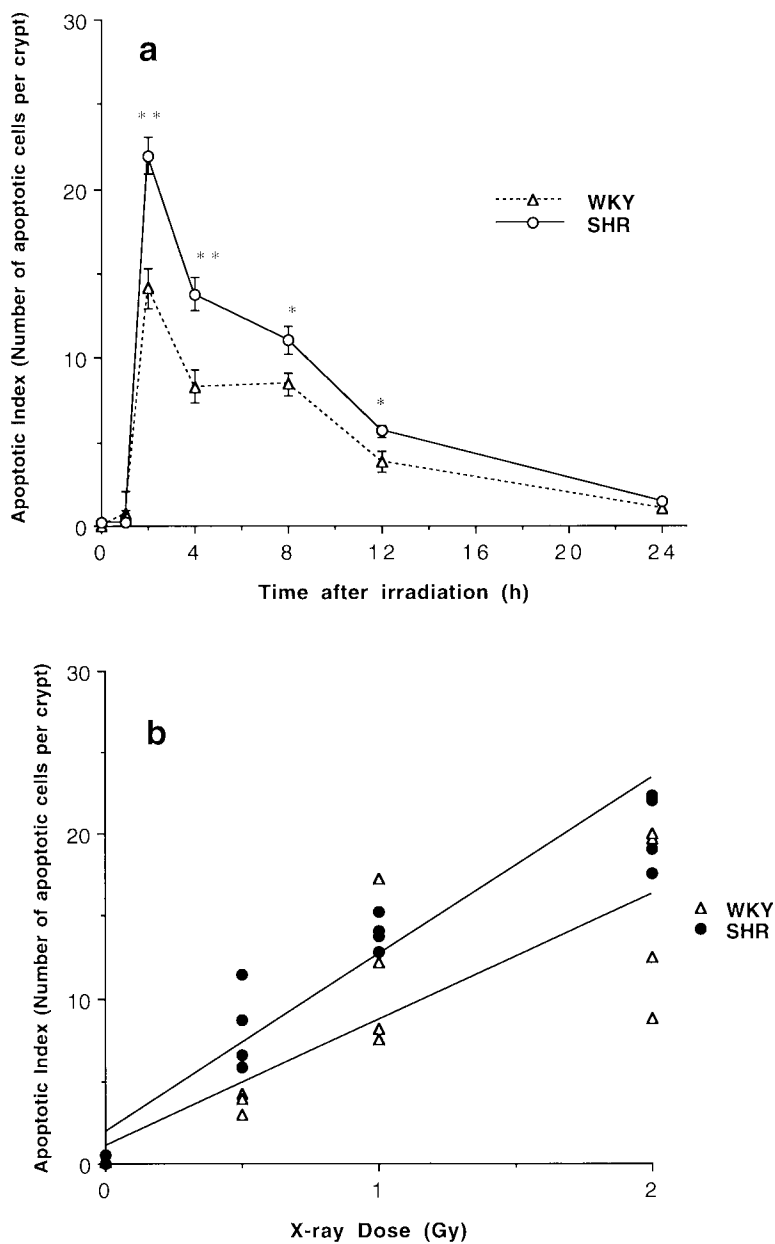 Apoptotic Index (Number of apoptotic cells per crypt)
30
20
10
0
a
* *
* *
*
*
WKY
SHR
0 4 8 12 16 20 24
Time after irradiation (h)
Apoptotic Index (Number of apoptotic cells per crypt)
30
20
10
0
b
WKY
SHR
0 1 2
X-ray Dose (Gy)